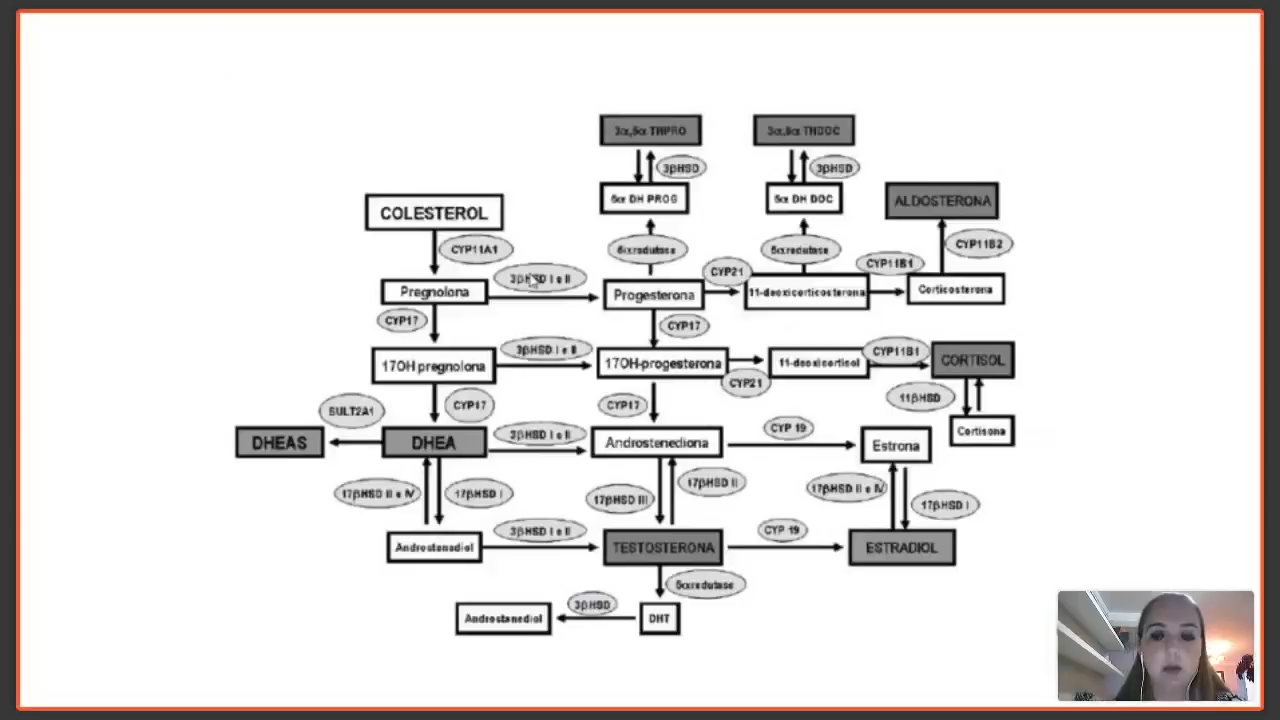 3α,5α THPRO
3α,5α THDOC
3βHSD
3βHSD
5α DH PROG
5α DH DOC
ALDOSTERONA
COLESTEROL
CYP11A1
5αredutase
5αredutase
CYP11B2
3βHSD I e II
CYP21
CYP11B1
Pregnolona
Progesterona
11-deoxicorticosterona
Corticosterona
CYP17
CYP17
3βHSD I e II
CYP11B1
17OH pregnolona
17OH-progesterona
11-deoxicortisol
CORTISOL
CYP21
11βHSD
SULT2A1
CYP17
CYP17
3βHSD I e II
CYP 19
Cortisona
DHEAS
DHEA
Androstenediona
Estrona
17βHSD II e IV
17βHSD I
17βHSD III
17βHSD II
17βHSD II e IV
17βHSD I
3βHSD I e II
CYP 19
Androstanediol
TESTOSTERONA
ESTRADIOL
5αredutase
3βHSD
Androstanediol
DHT